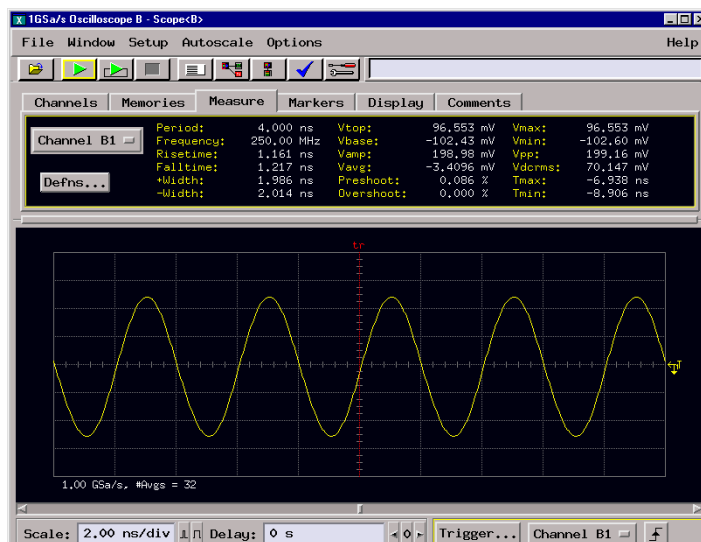 1GSa/s Oscilloscope B - Scope<B>
File Window Setup Autoscale Options Help
Channels Memories Measure Markers Display Comments
Channel B1
Defns...
Period: 4.000 ns Vtop: 96.553 mV Vmax: 96.553 mV
Frequency: 250.00 MHz Vbase: -102.43 mV Vmin: -102.60 mV
Risetime: 1.161 ns Vamp: 198.98 mV Vpp: 199.16 mV
Falltime: 1.217 ns Vavg: -3.4096 mV Vdcrms: 70.147 mV
+Width: 1.986 ns Preshoot: 0.086 % Tmax: -6.938 ns
-Width: 2.014 ns Overshoot: 0.000 % Tmin: -8.906 ns
tr
1.00 GSa/s, #Avgs = 32
Scale: 2.00 ns/div Delay: 0 s 0 Trigger... Channel B1